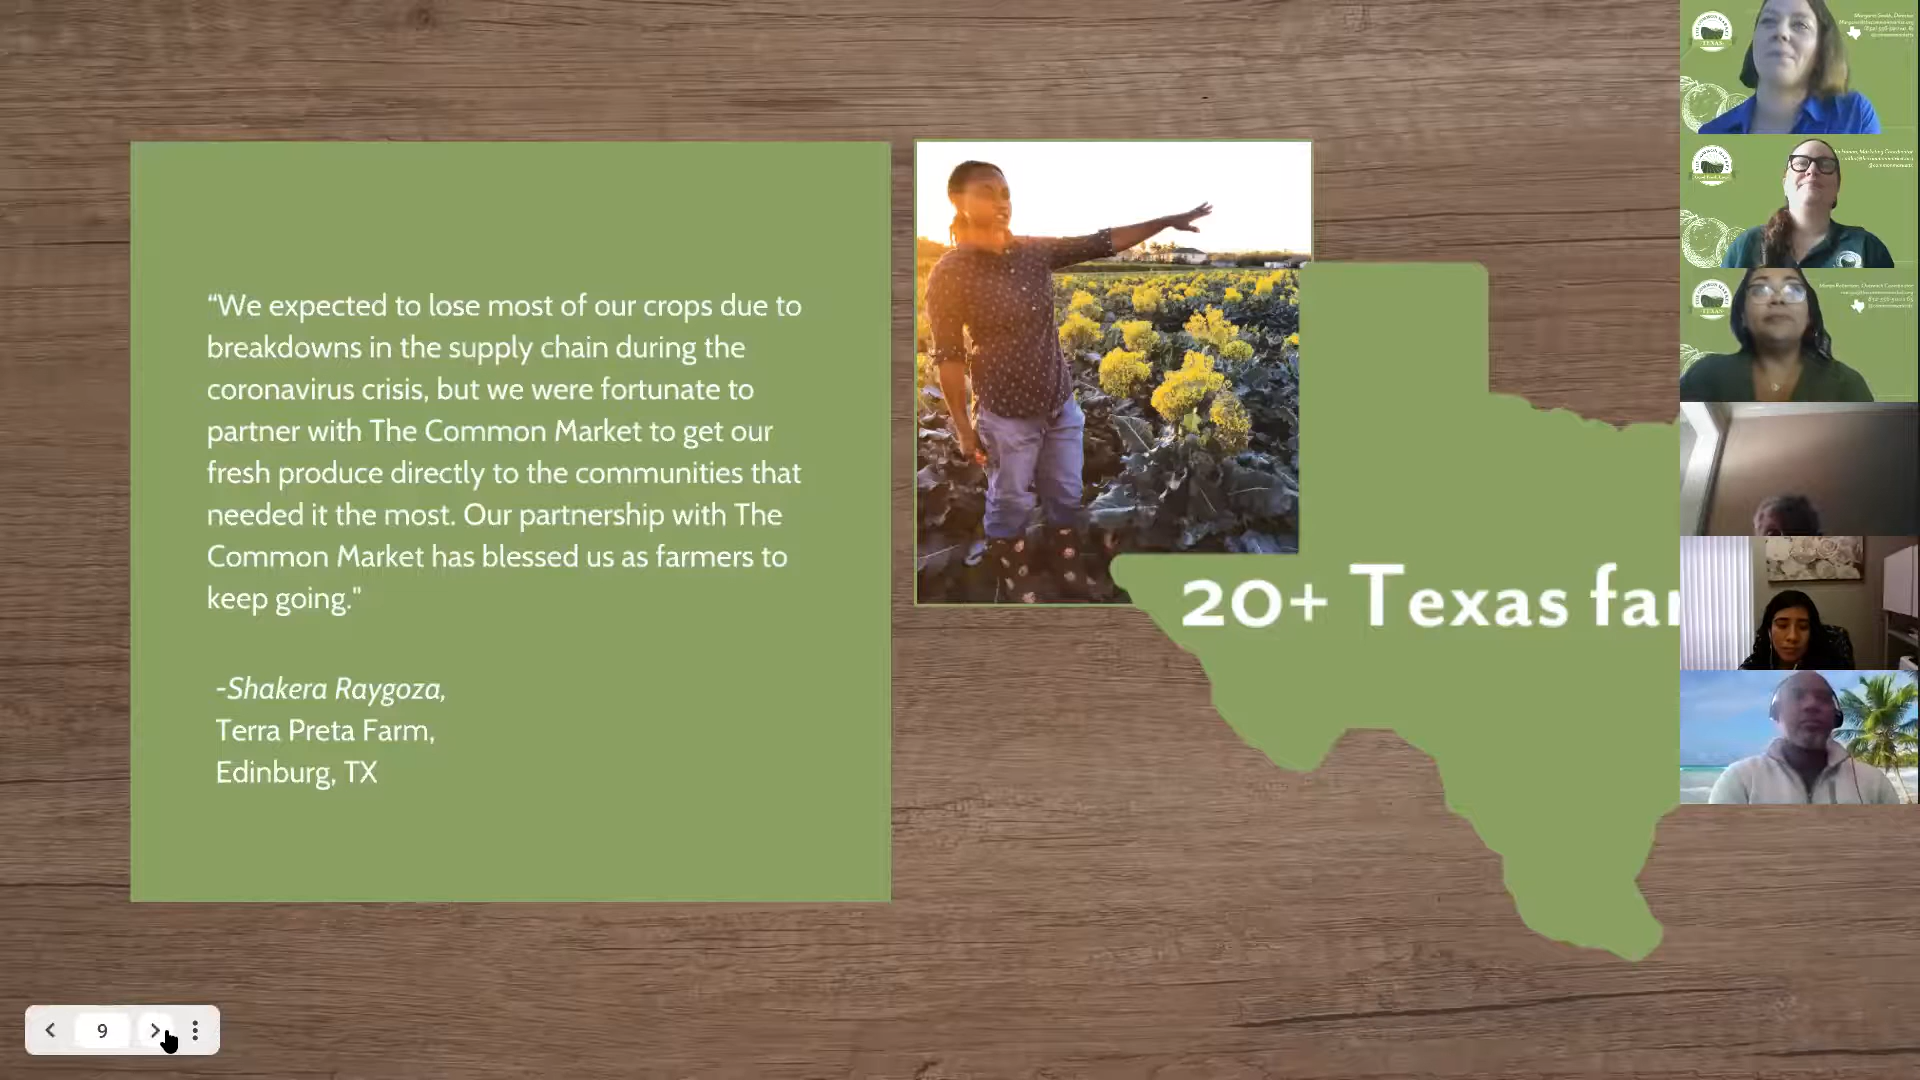 “We expected to lose most of our crops due to
breakdowns in the supply chain during the
coronavirus crisis, but we were fortunate to
partner with The Common Market to get our
fresh produce directly to the communities that
needed it the most. Our partnership with The
Common Market has blessed us as farmers to
keep going."
-Shakera Raygoza,
Terra Preta Farm,
Edinburg, TX
20+ Texas far
9
TEXAS
TEXAS